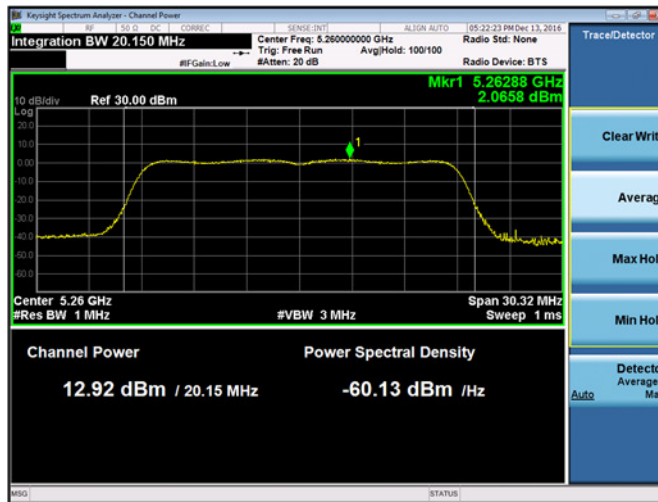 Keysight Spectrum Analyzer - Channel Power
RF 50 Ω DC CORREC SENSE:INT ALIGN AUTO 05:22:23 PM Dec 13, 2016
Integration BW 20.150 MHz
Center Freq: 5.260000000 GHz
Radio Std: None
Trig: Free Run Avg|Hold: 100/100
#IFGain:Low #Atten: 20 dB Radio Device: BTS
Trace/Detector
Mkr1 5.26288 GHz
2.0658 dBm
10 dB/div Ref 30.00 dBm
Log
20.0
10.0
0.00
-10.0
-20.0
-30.0
-40.0
-50.0
-60.0
1
Center 5.26 GHz Span 30.32 MHz
#Res BW 1 MHz #VBW 3 MHz Sweep 1 ms
Channel Power Power Spectral Density
12.92 dBm / 20.15 MHz -60.13 dBm /Hz
Clear Writ
Averag
Max Hol
Min Hol
Detecto
Average
Auto Ma
MSG STATUS